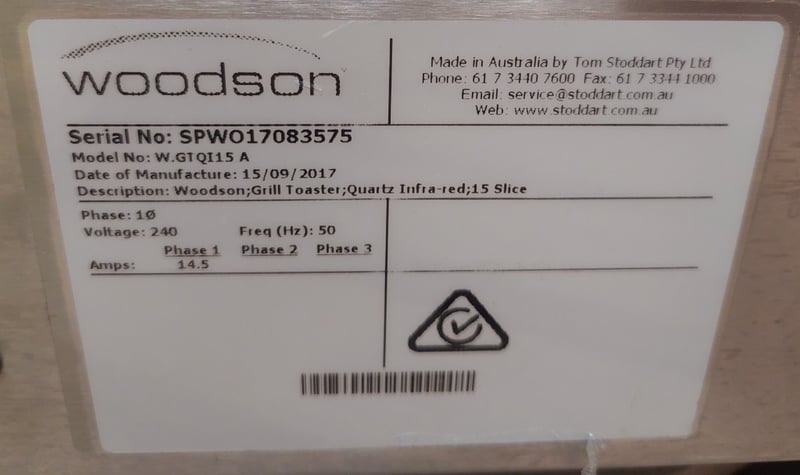 woodson
Made in Australia by Tom Stoddart Pty Ltd
Phone: 61 7 3440 7600 Fax: 61 7 3344 1000
Email: service@stoddart.com.au
Web: www.stoddart.com.au
Serial No: SPWO17083575
Model No: W.GTQI15 A
Date of Manufacture: 15/09/2017
Description: Woodson;Grill Toaster;Quartz Infra-red;15 Slice
Phase: 1Ø
Voltage: 240 Freq (Hz): 50
Phase 1 Phase 2 Phase 3
Amps: 14.5